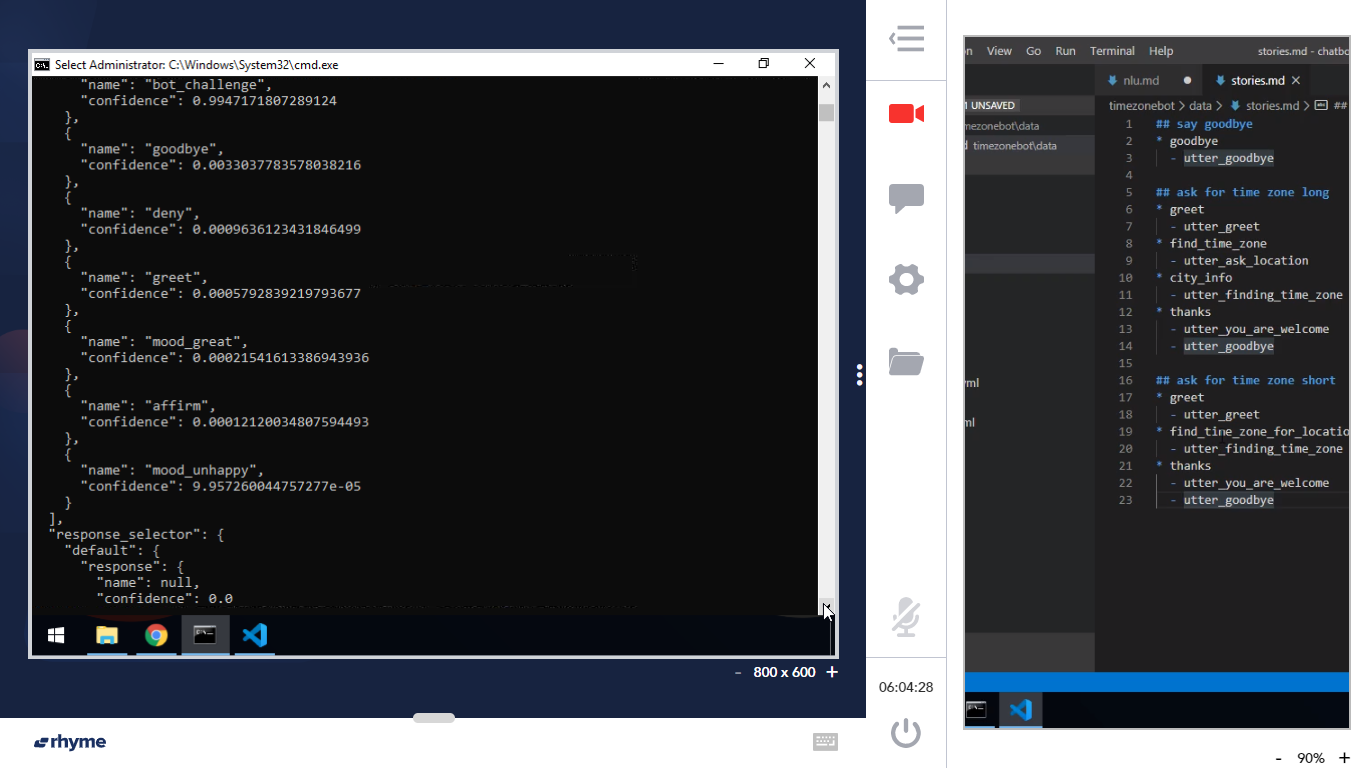 Select Administrator: C:\Windows\System32\cmd.exe
"name": "bot_challenge",
"confidence": 0.9947171807289124
},
{
"name": "goodbye",
"confidence": 0.0033037783578038216
},
{
"name": "deny",
"confidence": 0.0009636123431846499
},
{
"name": "greet",
"confidence": 0.0005792839219793677
},
{
"name": "mood_great",
"confidence": 0.00021541613386943936
},
{
"name": "affirm",
"confidence": 0.00012120034807594493
},
{
"name": "mood_unhappy",
"confidence": 9.957260044757277e-05
}
],
"response_selector": {
"default": {
"response": {
"name": null,
"confidence": 0.0
- 800 x 600 +
rhyme
06:04:28
n View Go Run Terminal Help stories.md - chatbo
nlu.md stories.md
1 UNSAVED
timezonebot > data > stories.md > ##
mezonebot\data
d timezonebot\data
ml
ml
1 ## say goodbye
2 * goodbye
3 - utter_goodbye
4
5 ## ask for time zone long
6 * greet
7 - utter_greet
8 * find_time_zone
9 - utter_ask_location
10 * city_info
11 - utter_finding_time_zone
12 * thanks
13 - utter_you_are_welcome
14 - utter_goodbye
15
16 ## ask for time zone short
17 * greet
18 - utter_greet
19 * find_time_zone_for_locatio
20 - utter_finding_time_zone
21 * thanks
22 - utter_you_are_welcome
23 - utter_goodbye
- 90% +